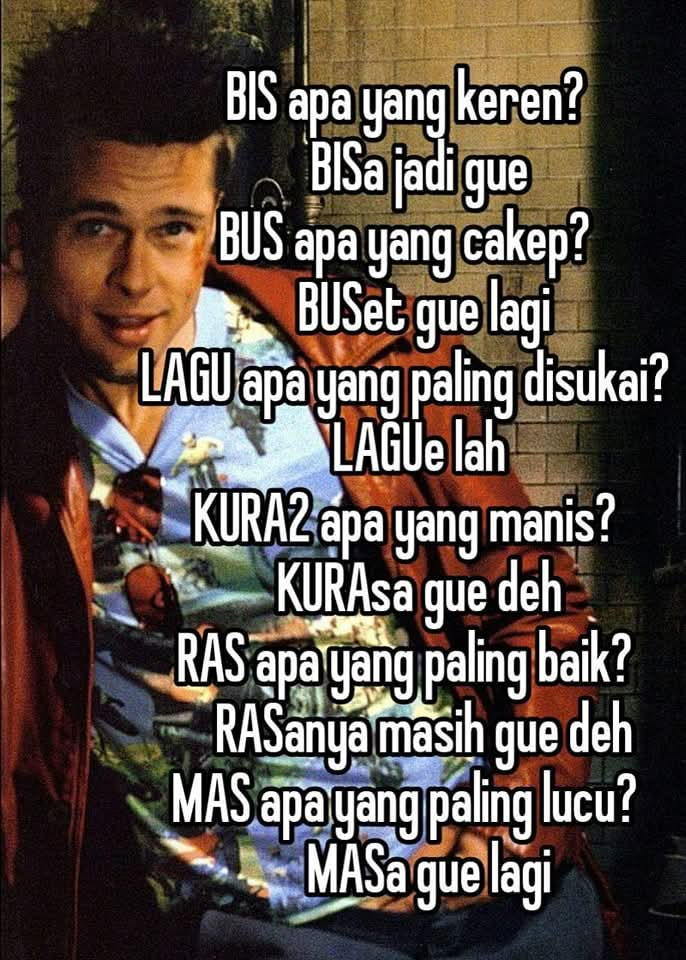 BIS apa yang keren?
BISa jadi gue
BUS apa yang cakep?
BUSet gue lagi
LAGU apa yang paling disukai?
LAGUe lah
KURA2 apa yang manis?
KURAsa gue deh
RAS apa yang paling baik?
RASanya masih gue deh
MAS apa yang paling lucu?
MASa gue lagi